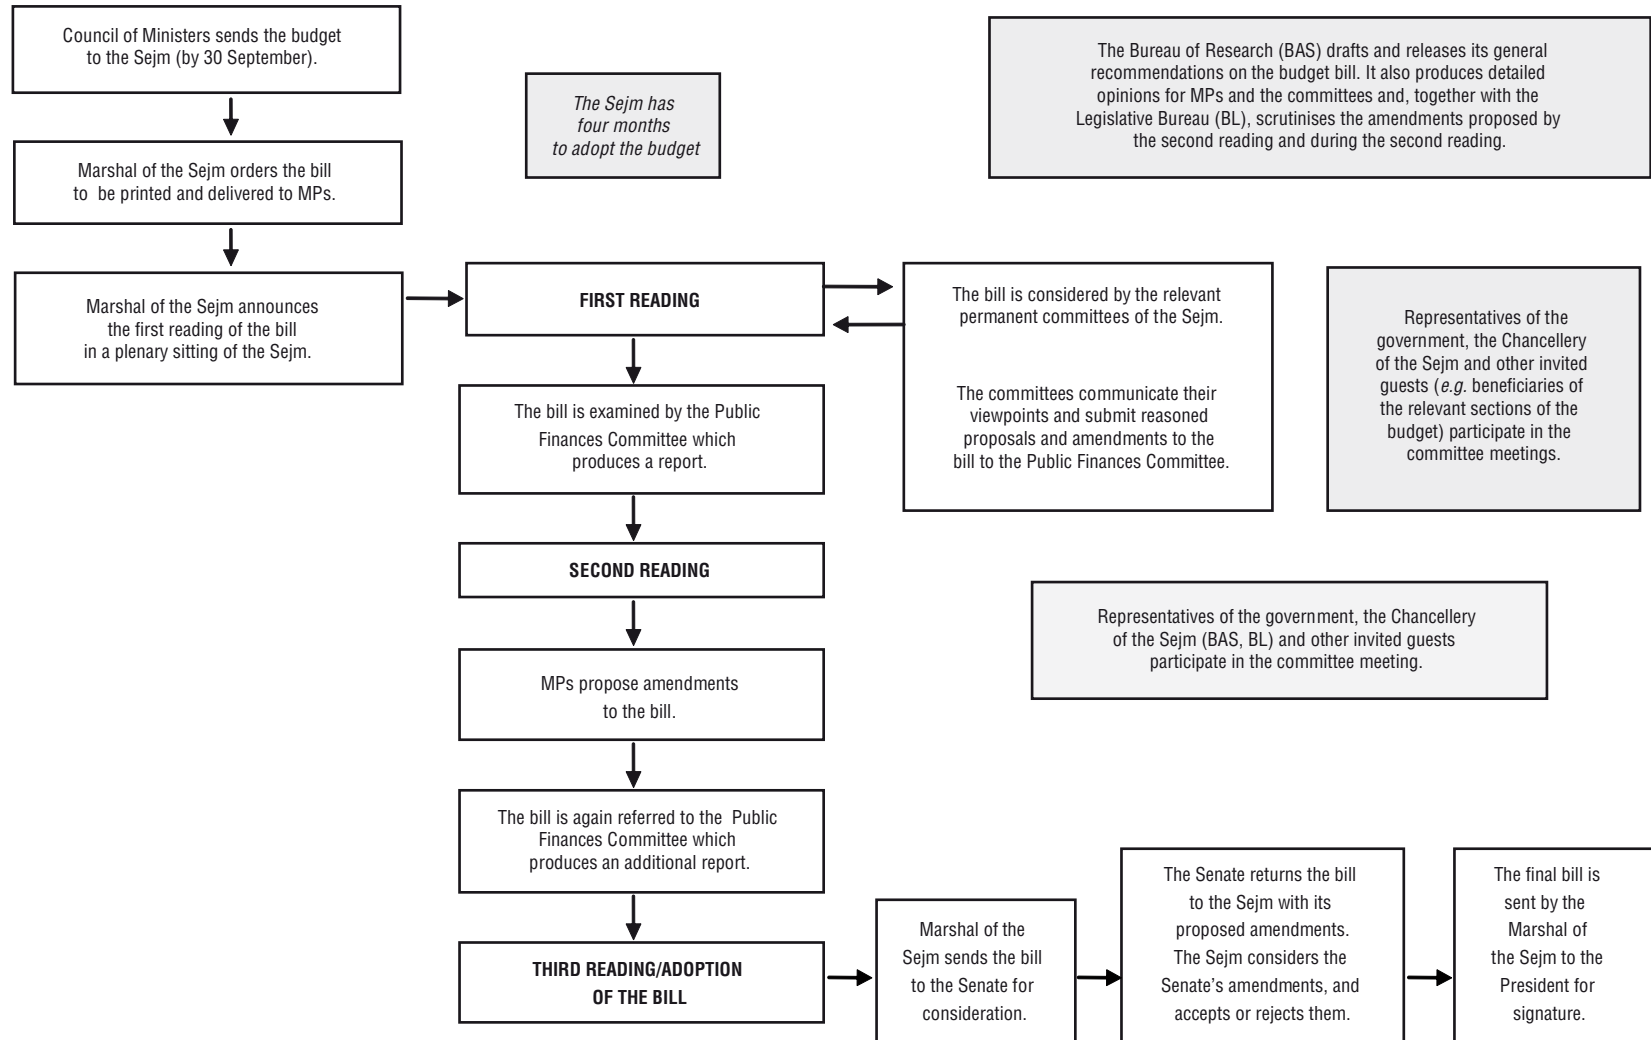 Council of Ministers sends the budget
to the Sejm (by 30 September).
The Sejm has
four months
to adopt the budget
The Bureau of Research (BAS) drafts and releases its general
recommendations on the budget bill. It also produces detailed
opinions for MPs and the committees and, together with the
Legislative Bureau (BL), scrutinises the amendments proposed by
the second reading and during the second reading.
Marshal of the Sejm orders the bill
to be printed and delivered to MPs.
Marshal of the Sejm announces
the first reading of the bill
in a plenary sitting of the Sejm.
FIRST READING
The bill is considered by the relevant
permanent committees of the Sejm.
The committees communicate their
viewpoints and submit reasoned
proposals and amendments to the
bill to the Public Finances Committee.
Representatives of the
government, the Chancellery
of the Sejm and other invited
guests (e.g. beneficiaries of
the relevant sections of the
budget) participate in the
committee meetings.
The bill is examined by the Public
Finances Committee which
produces a report.
SECOND READING
Representatives of the government, the Chancellery
of the Sejm (BAS, BL) and other invited guests
participate in the committee meeting.
MPs propose amendments
to the bill.
The bill is again referred to the Public
Finances Committee which
produces an additional report.
THIRD READING/ADOPTION
OF THE BILL
Marshal of the
Sejm sends the bill
to the Senate for
consideration.
The Senate returns the bill
to the Sejm with its
proposed amendments.
The Sejm considers the
Senate's amendments, and
accepts or rejects them.
The final bill is
sent by the
Marshal of
the Sejm to the
President for
signature.